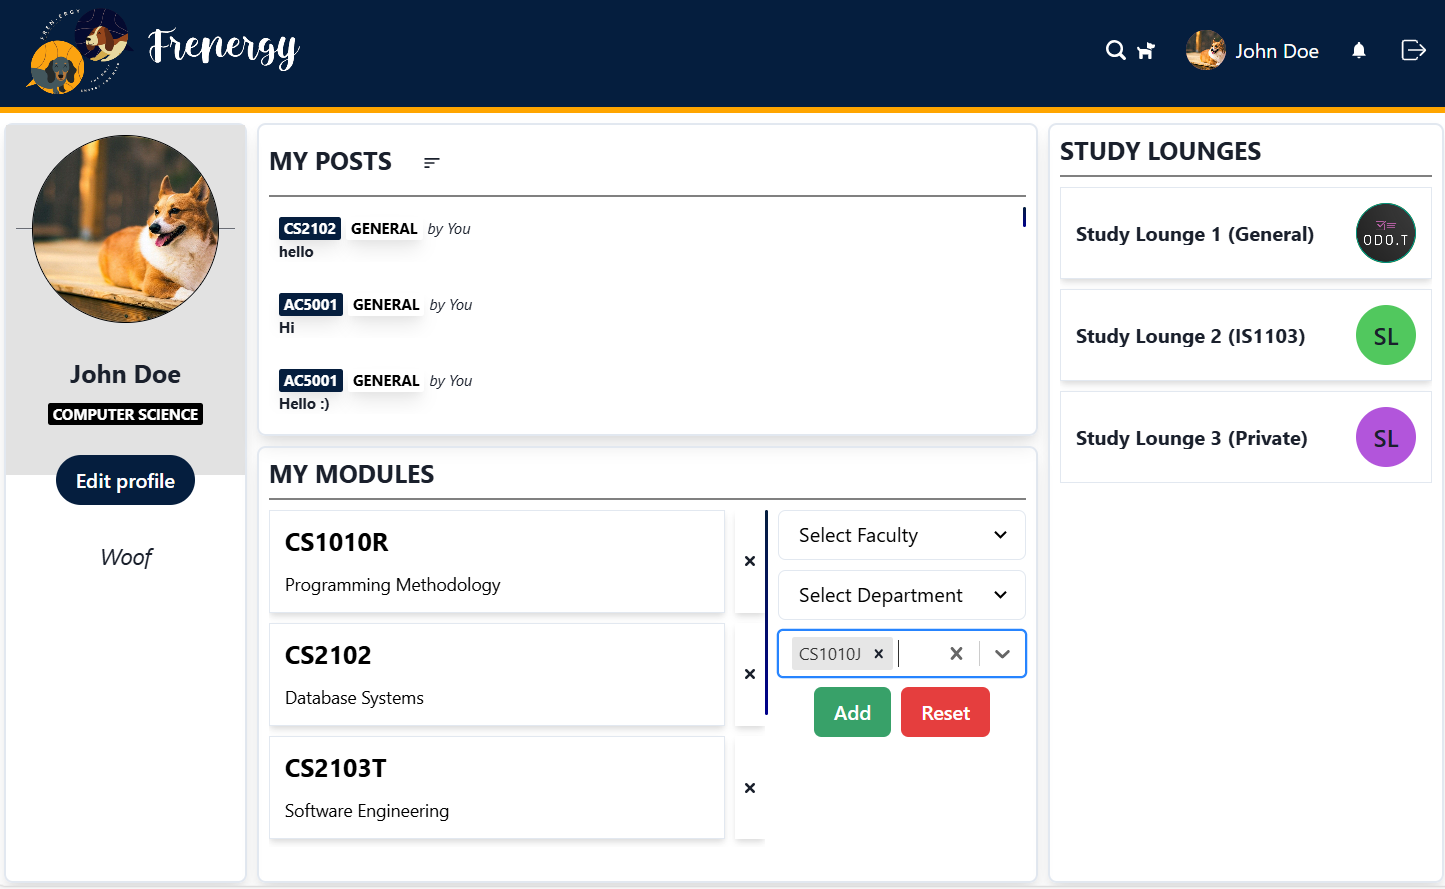 FREN.ERGY
Frenergy
John Doe
John Doe
COMPUTER SCIENCE
Edit profile
Woof
MY POSTS
CS2102 GENERAL by You
hello
AC5001 GENERAL by You
Hi
AC5001 GENERAL by You
Hello :)
MY MODULES
CS1010R
Programming Methodology
×
CS2102
Database Systems
×
CS2103T
Software Engineering
×
Select Faculty
Select Department
CS1010J ×
Add Reset
STUDY LOUNGES
Study Lounge 1 (General)
ODO.T
Study Lounge 2 (IS1103)
SL
Study Lounge 3 (Private)
SL